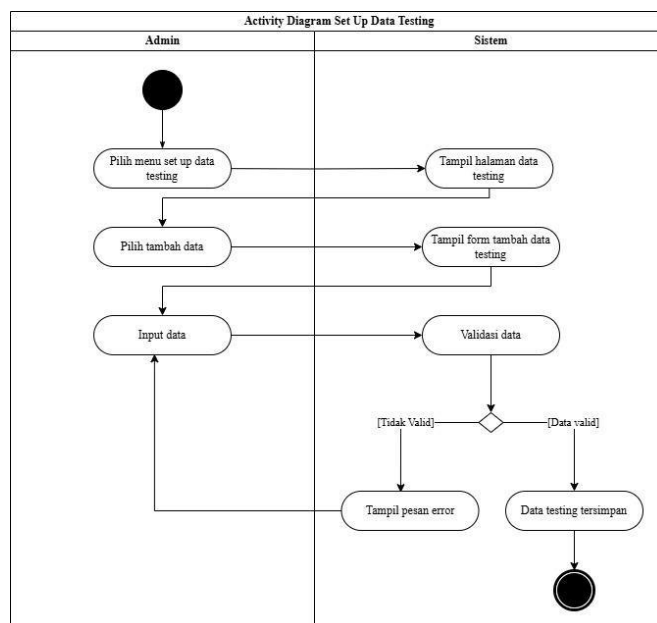 Activity Diagram Set Up Data Testing
Admin
Sistem
Pilih menu set up data
testing
Tampil halaman data
testing
Pilih tambah data
Tampil form tambah data
testing
Input data
Validasi data
[Tidak Valid]
[Data valid]
Tampil pesan error
Data testing tersimpan